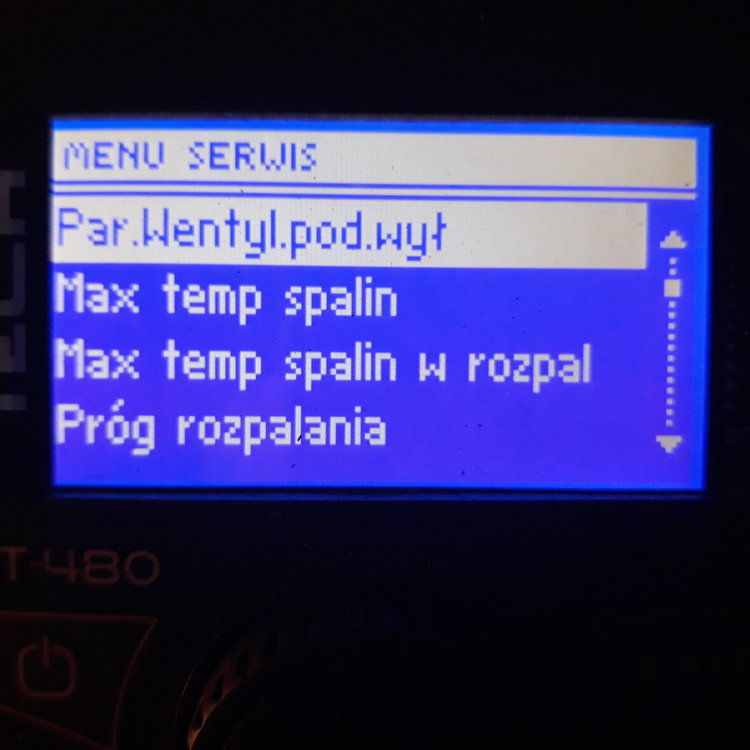 MENU SERWIS
Par.Wentyl.pod.wył
Max temp spalin
Max temp spalin w rozpal
Próg rozpalania
T-480